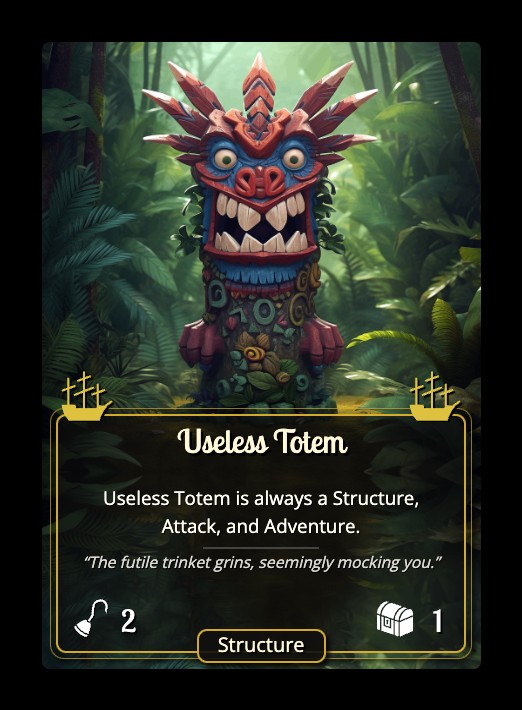 Useless Totem
Useless Totem is always a Structure,
Attack, and Adventure.
“The futile trinket grins, seemingly mocking you.”
2
1
Structure